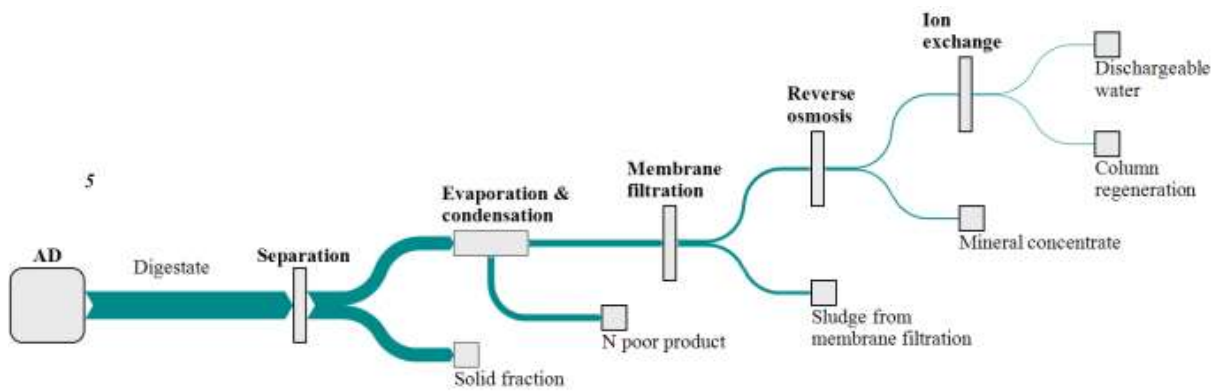 Ion
exchange
Dischargeable
water
Reverse
osmosis
5
Membrane
filtration
Column
regeneration
Evaporation &
condensation
Mineral concentrate
AD
Digestate
Separation
Sludge from
membrane filtration
N poor product
Solid fraction